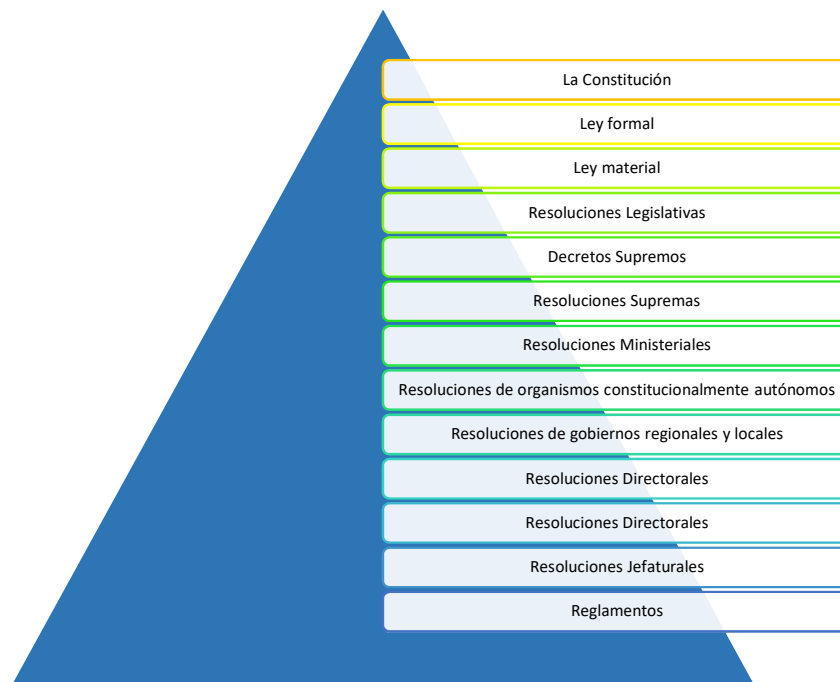 La Constitución
Ley formal
Ley material
Resoluciones Legislativas
Decretos Supremos
Resoluciones Supremas
Resoluciones Ministeriales
Resoluciones de organismos constitucionalmente autónomos
Resoluciones de gobiernos regionales y locales
Resoluciones Directorales
Resoluciones Directorales
Resoluciones Jefaturales
Reglamentos